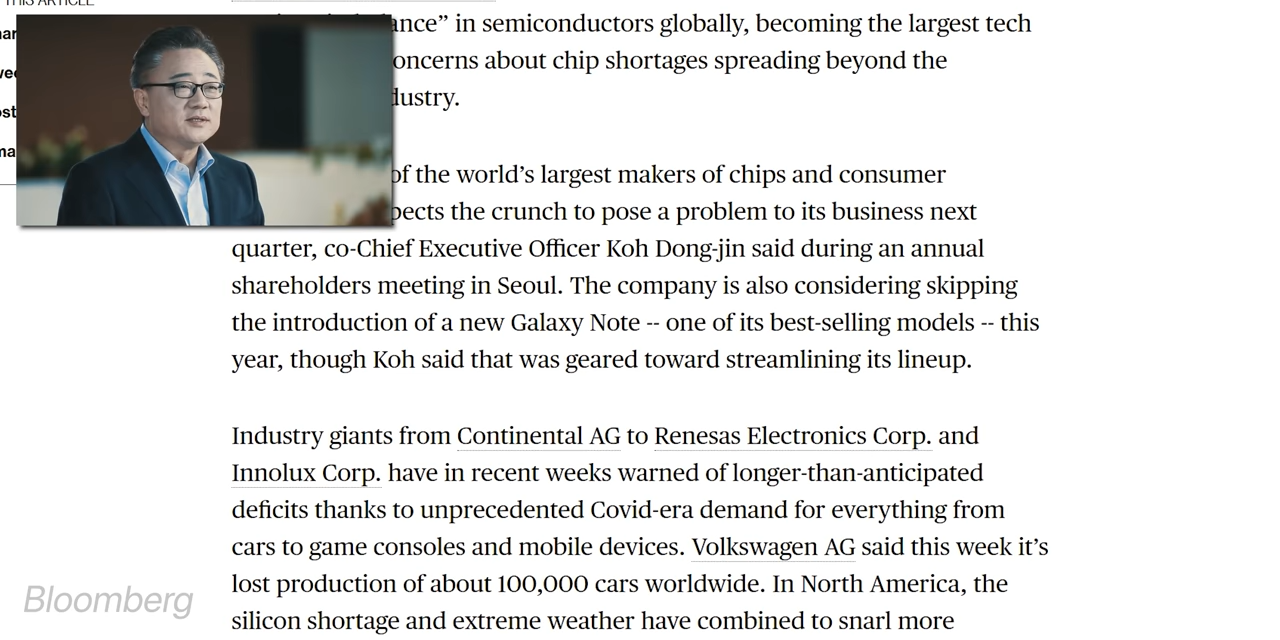 THIS ARTICLE
ance” in semiconductors globally, becoming the largest tech
oncerns about chip shortages spreading beyond the
dustry.
of the world’s largest makers of chips and consumer
pects the crunch to pose a problem to its business next
quarter, co-Chief Executive Officer Koh Dong-jin said during an annual
shareholders meeting in Seoul. The company is also considering skipping
the introduction of a new Galaxy Note -- one of its best-selling models -- this
year, though Koh said that was geared toward streamlining its lineup.
Industry giants from Continental AG to Renesas Electronics Corp. and
Innolux Corp. have in recent weeks warned of longer-than-anticipated
deficits thanks to unprecedented Covid-era demand for everything from
cars to game consoles and mobile devices. Volkswagen AG said this week it’s
lost production of about 100,000 cars worldwide. In North America, the
silicon shortage and extreme weather have combined to snarl more
Bloomberg